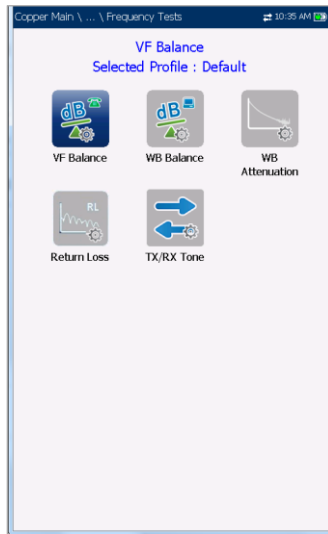 Copper Main \ ... \ Frequency Tests 10:35 AM
VF Balance
Selected Profile : Default
dB
dB
VF Balance
WB Balance
WB
Attenuation
RL
Return Loss
TX/RX Tone